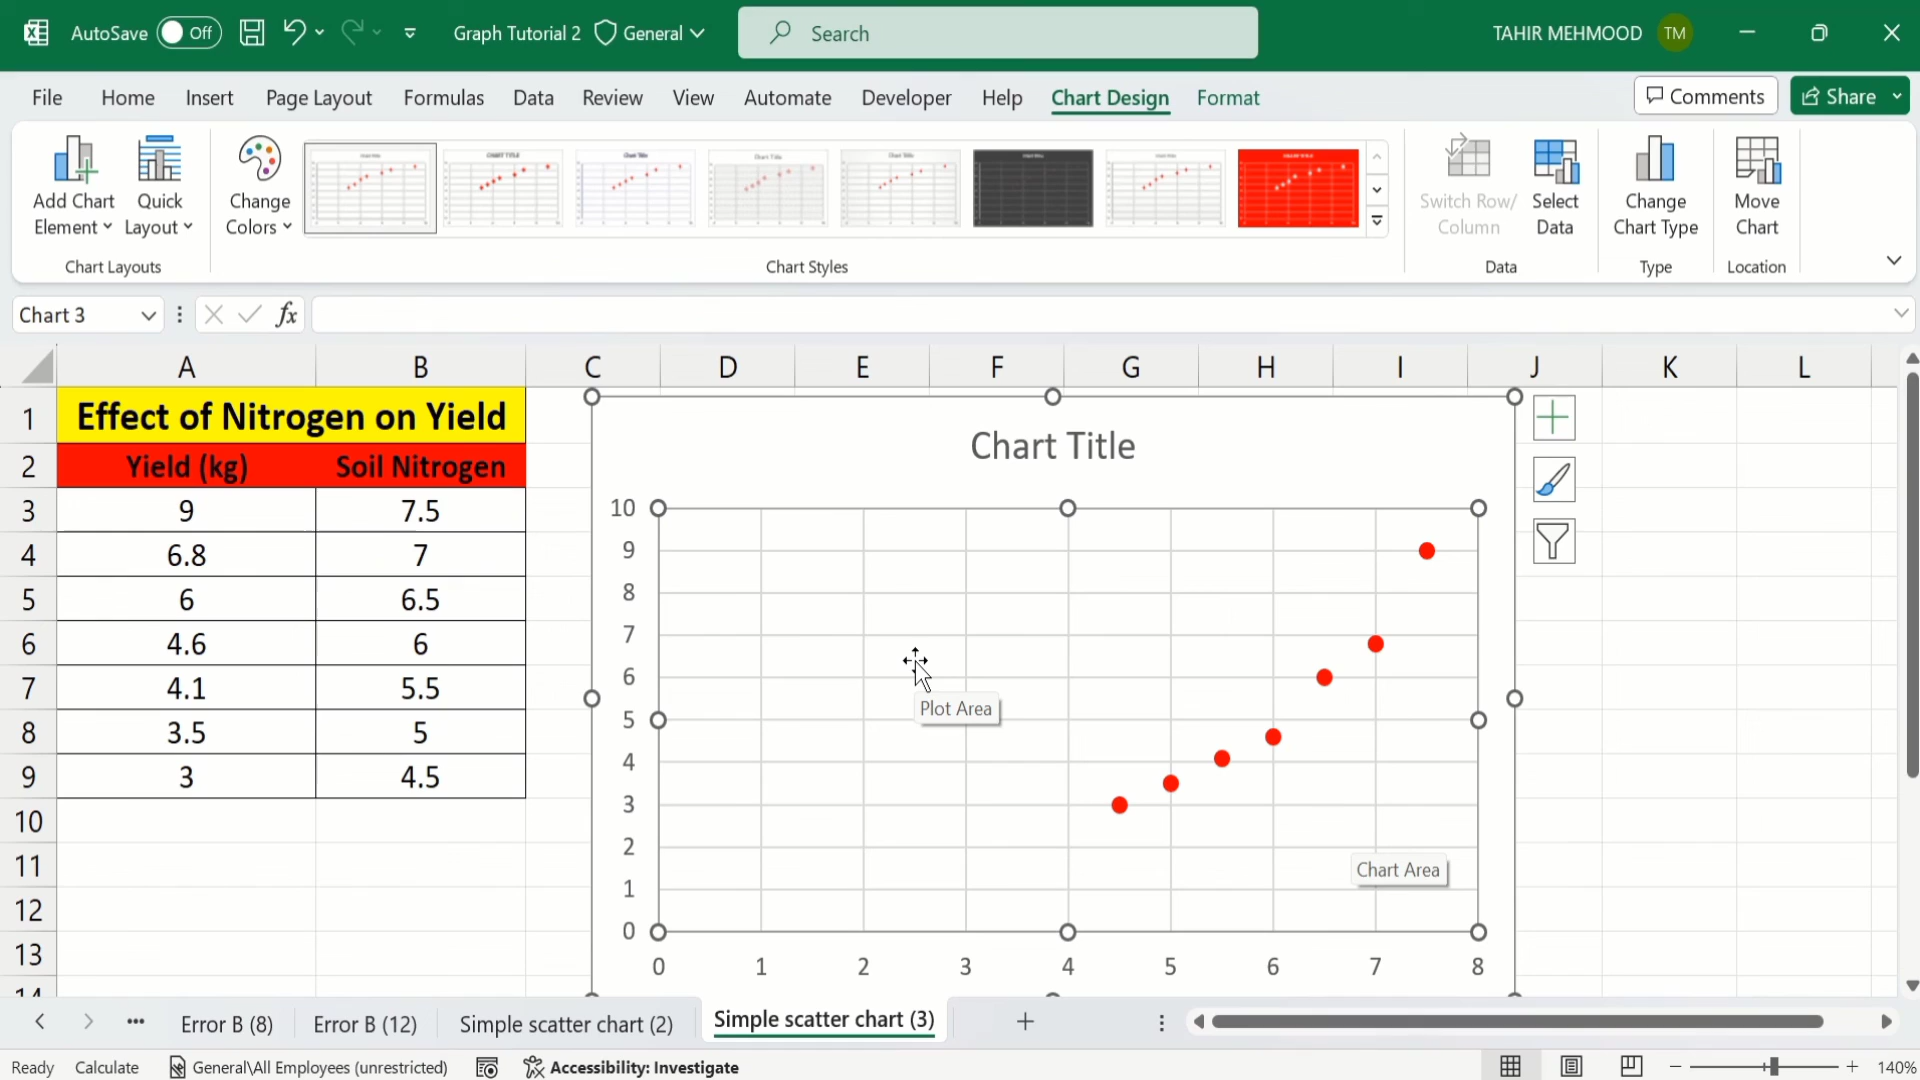 AutoSave Off Graph Tutorial 2 General Search TAHIR MEHMOOD TM
File Home Insert Page Layout Formulas Data Review View Automate Developer Help Chart Design Format Comments Share
Add Chart Element
Quick Layout
Change Colors
Switch Row/ Column
Select Data
Change Chart Type
Move Chart
Chart Layouts Chart Styles Data Type Location
Chart 3 fx
A B C D E F G H I J K L
1 Effect of Nitrogen on Yield
2 Yield (kg) Soil Nitrogen
3 9 7.5
4 6.8 7
5 6 6.5
6 4.6 6
7 4.1 5.5
8 3.5 5
9 3 4.5
10
11
12
13
14
Chart Title
10
9
8
7
6
5
4
3
2
1
0
0 1 2 3 4 5 6 7 8
Plot Area
Chart Area
Error B (8) Error B (12) Simple scatter chart (2) Simple scatter chart (3)
Ready Calculate General\All Employees (unrestricted) Accessibility: Investigate 140%